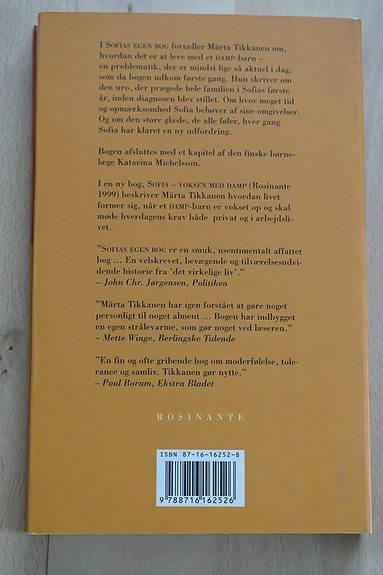 I SOFIAS EGEN BOG fortæller Märta Tikkanen om,
hvordan det er at leve med et DAMP-barn –
en problematik, der er mindst lige så aktuel i dag,
som da bogen udkom første gang. Hun skriver om
den uro, der prægede hele familien i Sofias første
år, inden diagnosen blev stillet. Om hvor meget tid
og opmærksomhed Sofia behøver af sine omgivelser.
Og om den store glæde, de alle føler, hver gang
Sofia har klaret en ny udfordring.
Bogen afsluttes med et kapitel af den finske børne-
læge Katarina Michelsson.
I en ny bog, SOFIA – VOKSEN MED DAMP (Rosinante
1999) beskriver Märta Tikkanen hvordan livet
former sig, når et DAMP-barn er vokset op og skal
møde hverdagens krav både privat og i arbejdsli-
vet.
"SOFIAS EGEN BOG er en smuk, usentimentalt affattet
bog ... En velskrevet, bevægende og tilværelsesudvi-
dende historie fra 'det virkelige liv'."
– John Chr. Jørgensen, Politiken
"Märta Tikkanen har igen forstået at gøre noget
personligt til noget alment ... Bogen har indbygget
en egen strålevarme, som gør noget ved læseren."
– Mette Winge, Berlingske Tidende
"En fin og ofte gribende bog om moderfølelse, tole-
rance og samliv. Tikkanen gør nytte."
– Poul Borum, Ekstra Bladet
ROSINANTE
ISBN 87-16-16252-8
9 788716 162526